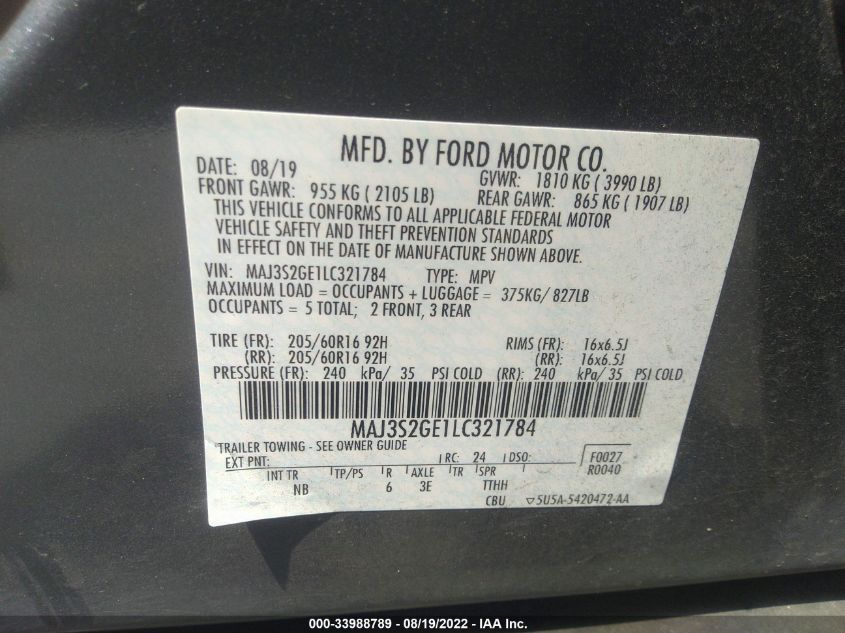 MFD. BY FORD MOTOR CO.
DATE: 08/19 GVWR: 1810 KG ( 3990 LB)
FRONT GAWR: 955 KG ( 2105 LB) REAR GAWR: 865 KG ( 1907 LB)
THIS VEHICLE CONFORMS TO ALL APPLICABLE FEDERAL MOTOR
VEHICLE SAFETY AND THEFT PREVENTION STANDARDS
IN EFFECT ON THE DATE OF MANUFACTURE SHOWN ABOVE.
VIN: MAJ3S2GE1LC321784 TYPE: MPV
MAXIMUM LOAD = OCCUPANTS + LUGGAGE = 375KG/ 827LB
OCCUPANTS = 5 TOTAL; 2 FRONT, 3 REAR
TIRE (FR): 205/60R16 92H RIMS (FR): 16x6.5J
(RR): 205/60R16 92H (RR): 16x6.5J
PRESSURE (FR): 240 kPa/ 35 PSI COLD (RR): 240 kPa/ 35 PSI COLD
MAJ3S2GE1LC321784
TRAILER TOWING - SEE OWNER GUIDE
EXT PNT: RC: 24 DSO: F0027
R0040
INT TR TP/PS R AXLE TR SPR
NB 6 3E TTHH
CBU ▽5U5A-5420472-AA
000-33988789 - 08/19/2022 - IAA Inc.